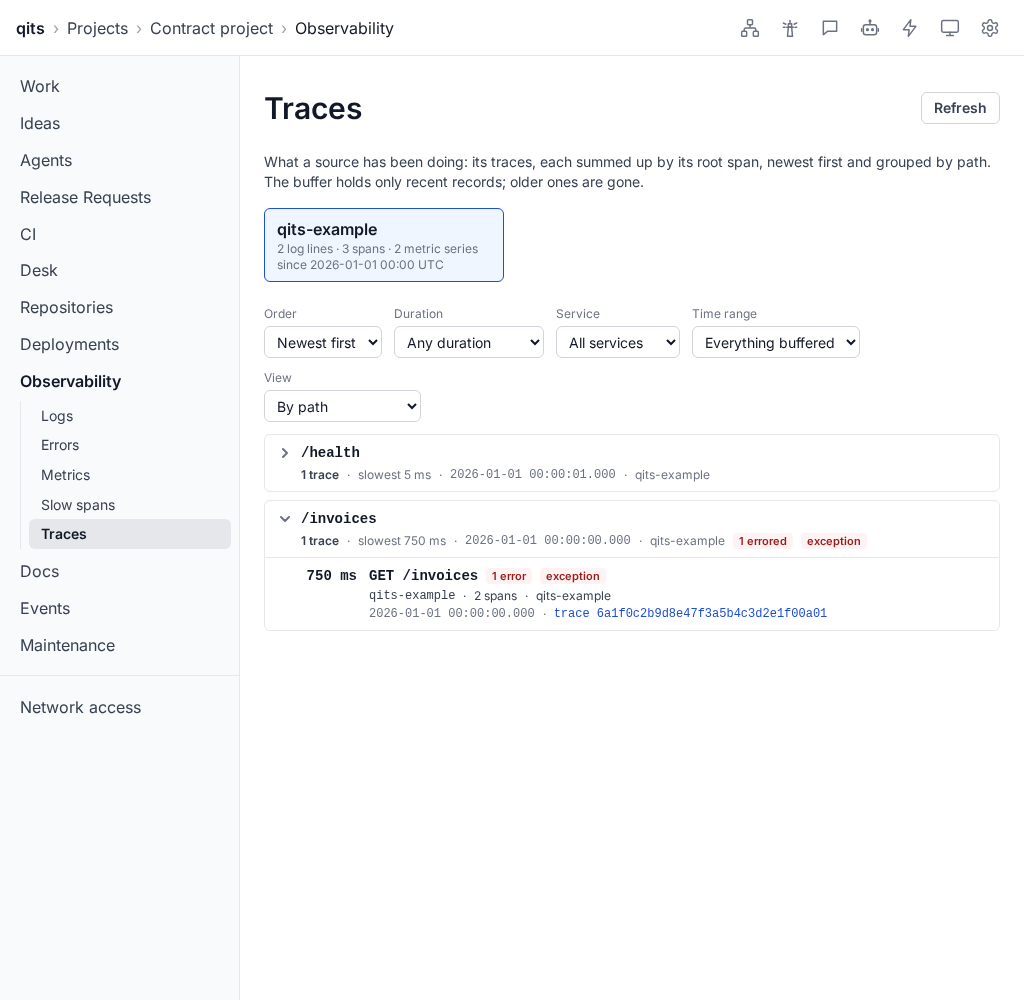 qits › Projects › Contract project › Observability
Work
Ideas
Agents
Release Requests
CI
Desk
Repositories
Deployments
Observability
Logs
Errors
Metrics
Slow spans
Traces
Docs
Events
Maintenance
Network access
Traces
Refresh
What a source has been doing: its traces, each summed up by its root span, newest first and grouped by path.
The buffer holds only recent records; older ones are gone.
qits-example
2 log lines · 3 spans · 2 metric series
since 2026-01-01 00:00 UTC
Order Duration Service Time range
Newest first Any duration All services Everything buffered
View
By path
/health
1 trace · slowest 5 ms · 2026-01-01 00:00:01.000 · qits-example
/invoices
1 trace · slowest 750 ms · 2026-01-01 00:00:00.000 · qits-example 1 errored exception
750 ms GET /invoices 1 error exception
qits-example · 2 spans · qits-example
2026-01-01 00:00:00.000 · trace 6a1f0c2b9d8e47f3a5b4c3d2e1f00a01